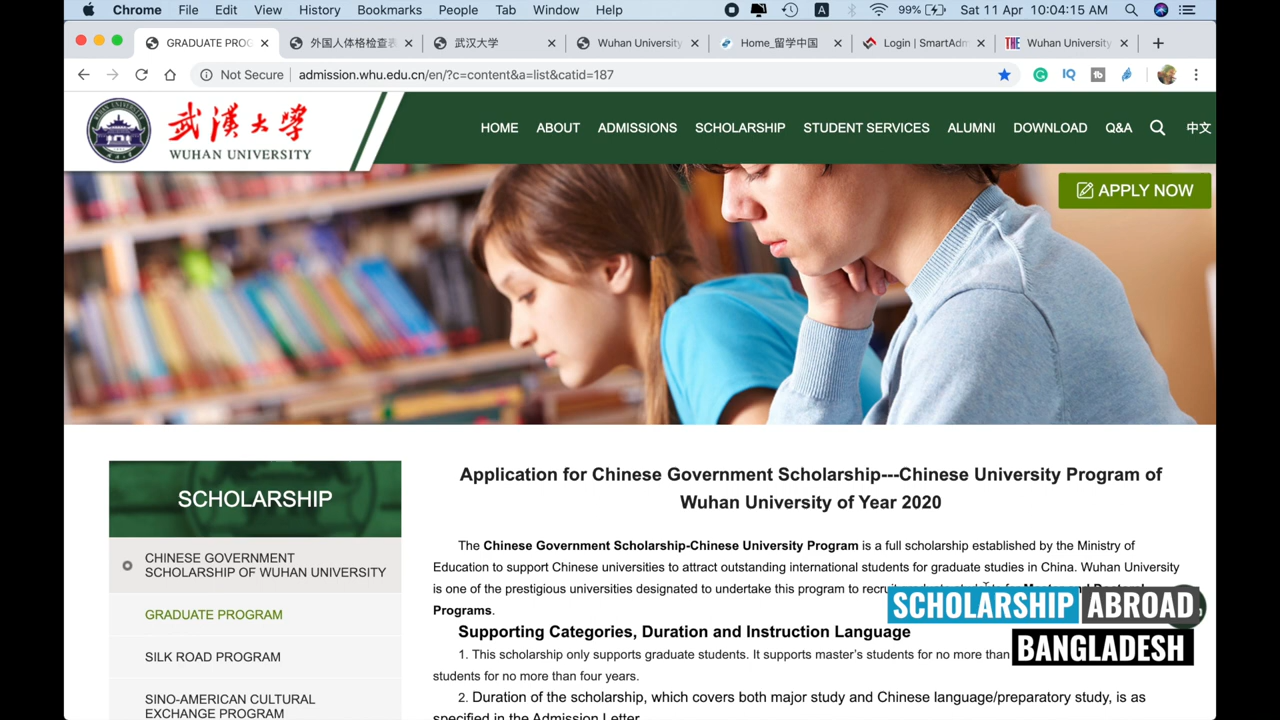 Chrome File Edit View History Bookmarks People Tab Window Help A 99% Sat 11 Apr 10:04:15 AM
GRADUATE PROG 外国人体格检查表 武汉大学 Wuhan University Home_留学中国 Login | SmartAdm THE Wuhan University
Not Secure admission.whu.edu.cn/en/?c=content&a=list&catid=187 IQ tb
武漢大學
WUHAN UNIVERSITY
HOME ABOUT ADMISSIONS SCHOLARSHIP STUDENT SERVICES ALUMNI DOWNLOAD Q&A 中文
APPLY NOW
SCHOLARSHIP
CHINESE GOVERNMENT
SCHOLARSHIP OF WUHAN UNIVERSITY
GRADUATE PROGRAM
SILK ROAD PROGRAM
SINO-AMERICAN CULTURAL
EXCHANGE PROGRAM
Application for Chinese Government Scholarship---Chinese University Program of
Wuhan University of Year 2020
The Chinese Government Scholarship-Chinese University Program is a full scholarship established by the Ministry of
Education to support Chinese universities to attract outstanding international students for graduate studies in China. Wuhan University
is one of the prestigious universities designated to undertake this program to
Programs.
Supporting Categories, Duration and Instruction Language
1. This scholarship only supports graduate students. It supports master's students for no more than
students for no more than four years.
2. Duration of the scholarship, which covers both major study and Chinese language/preparatory study, is as
specified in the Admission Letter.
SCHOLARSHIP ABROAD
BANGLADESH